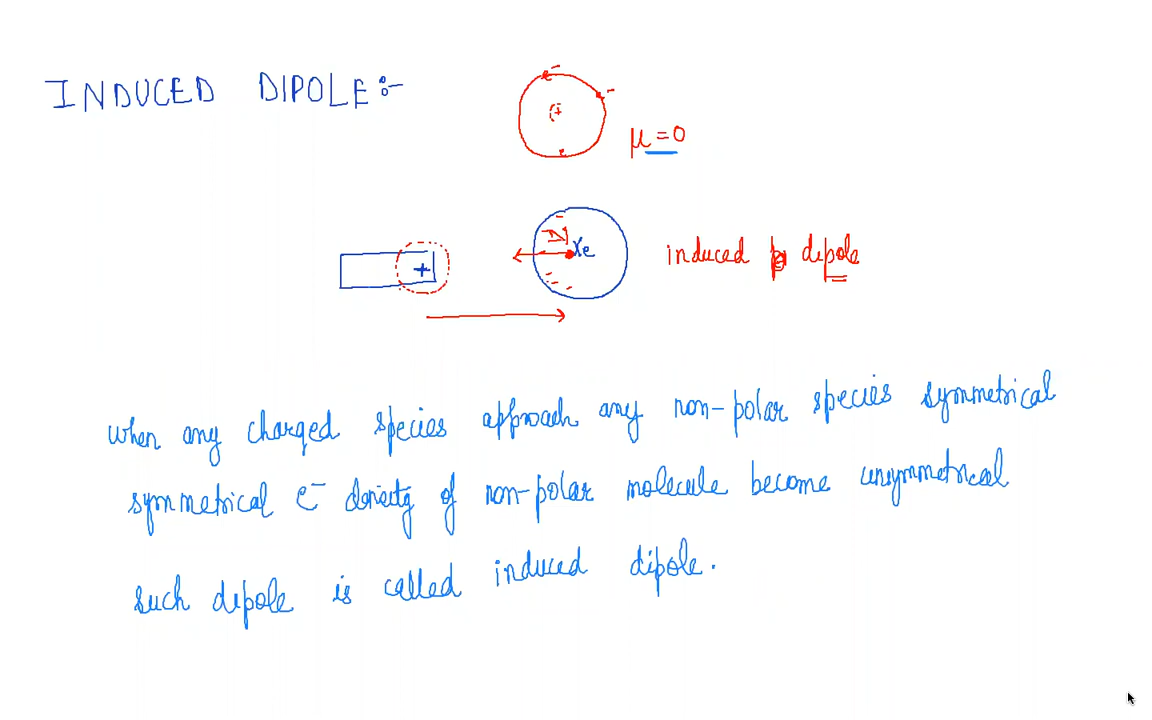 INDUCED DIPOLE:-
e-
-
(+
e
μ = 0
+
Xe
induced dipole
when any charged species approach any non-polar species symmetrical
symmetrical e- density of non-polar molecule become unsymmetrical
such dipole is called induced dipole.